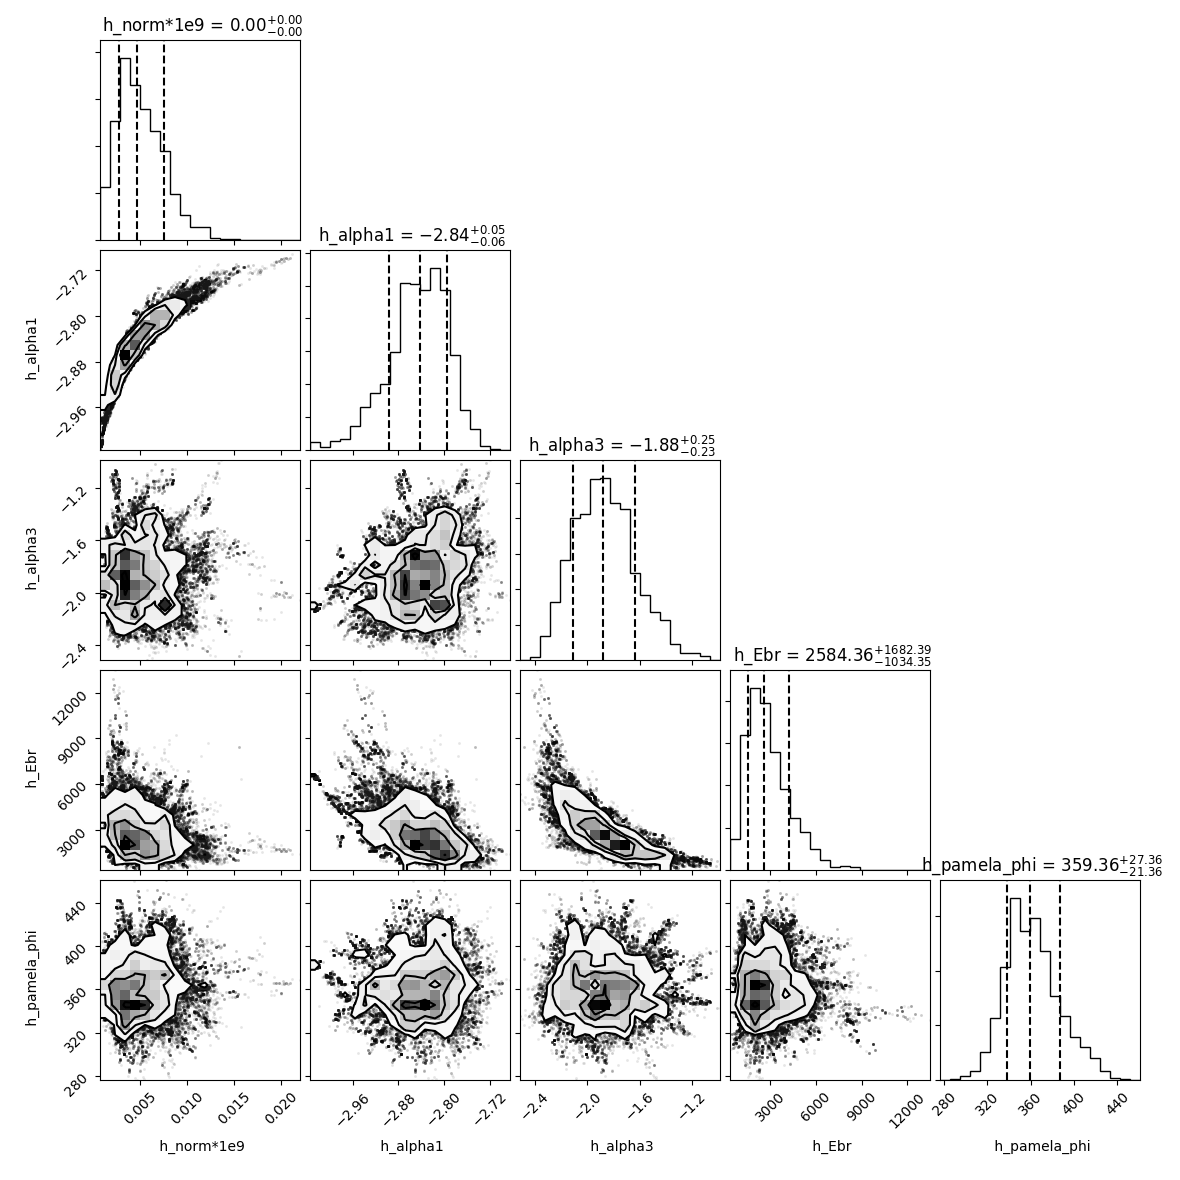 h_norm*1e9 = 0.00+0.00−0.00
h_alpha1 = −2.84+0.05−0.06
−2.72
−2.80
−2.88
−2.96
h_alpha1
h_alpha3 = −1.88+0.25−0.23
−1.2
−1.6
−2.0
−2.4
h_alpha3
h_Ebr = 2584.36+1682.39−1034.35
12000
9000
6000
3000
h_Ebr
h_pamela_phi = 359.36+27.36−21.36
440
400
360
320
280
h_pamela_phi
0.005 0.010 0.015 0.020
−2.96 −2.88 −2.80 −2.72
−2.4 −2.0 −1.6 −1.2
3000 6000 9000 12000
280 320 360 400 440
h_norm*1e9 h_alpha1 h_alpha3 h_Ebr h_pamela_phi